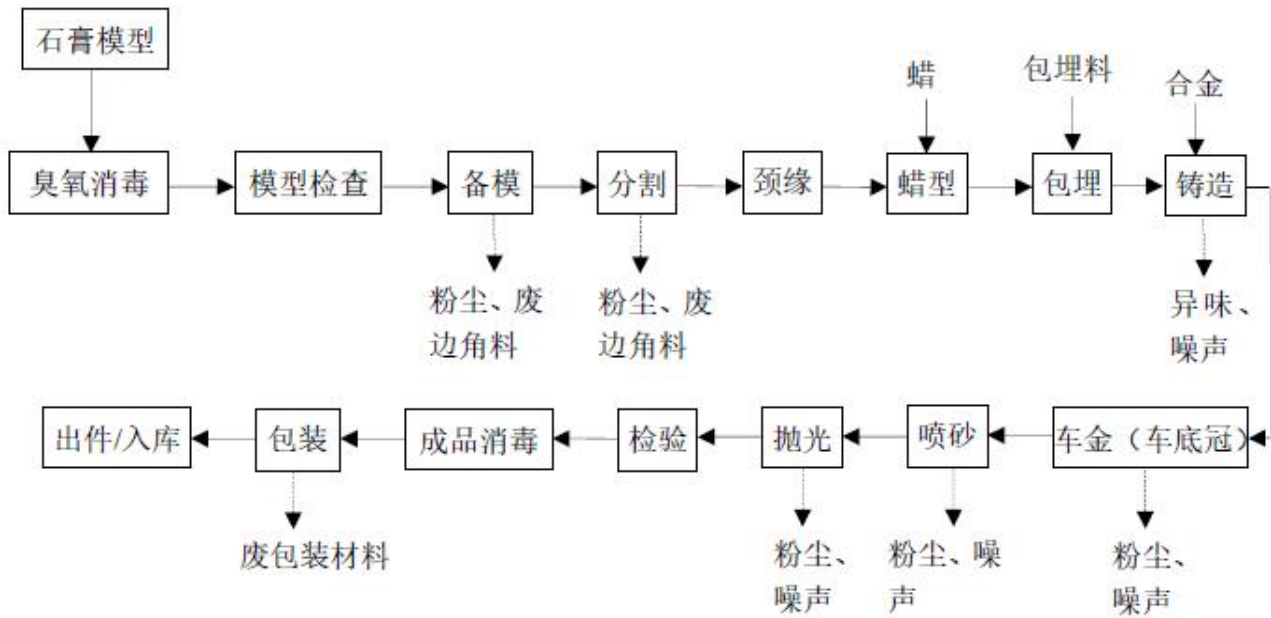 石膏模型
蜡
包埋料
合金
臭氧消毒
模型检查
备模
分割
颈缘
蜡型
包埋
铸造
粉尘、废
边角料
粉尘、废
边角料
异味、
噪声
出件/入库
包装
成品消毒
检验
抛光
喷砂
车金（车底冠）
废包装材料
粉尘、
噪声
粉尘、噪
声
粉尘、
噪声